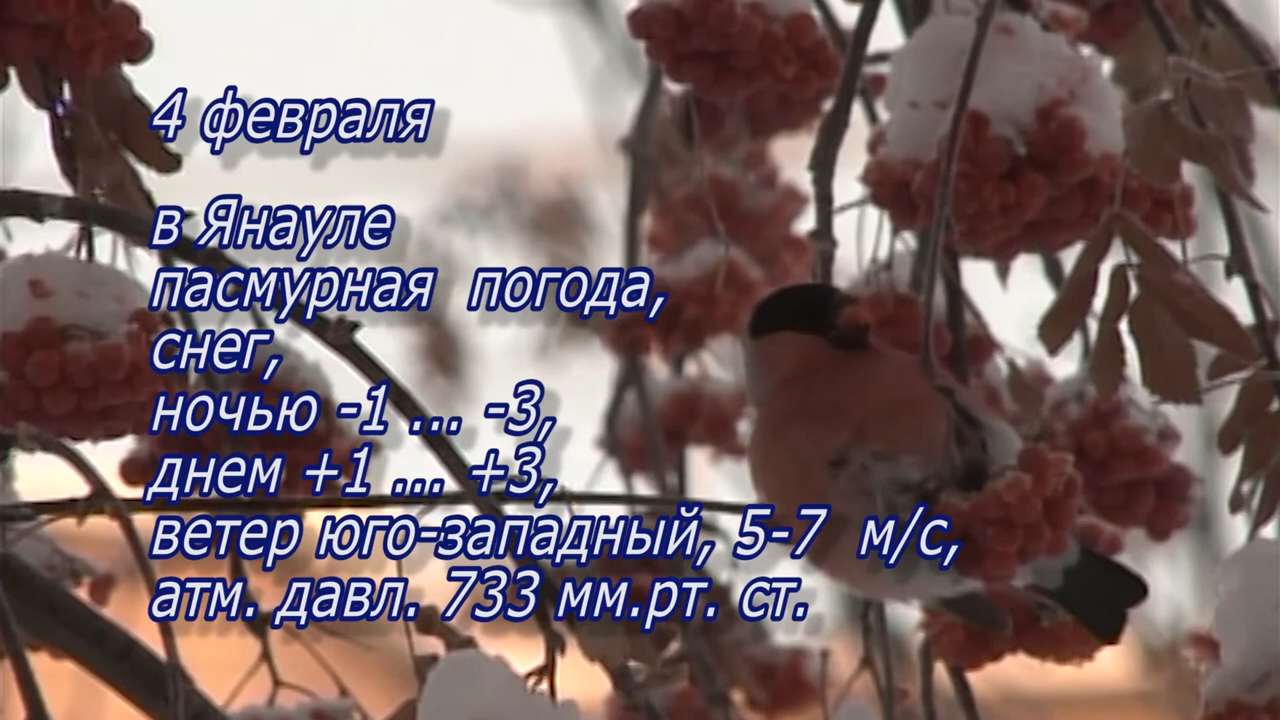 4 февраля
в Янауле
пасмурная погода,
снег,
ночью -1 ... -3,
днем +1 ... +3,
ветер юго-западный, 5-7 м/с,
атм. давл. 733 мм.рт. ст.